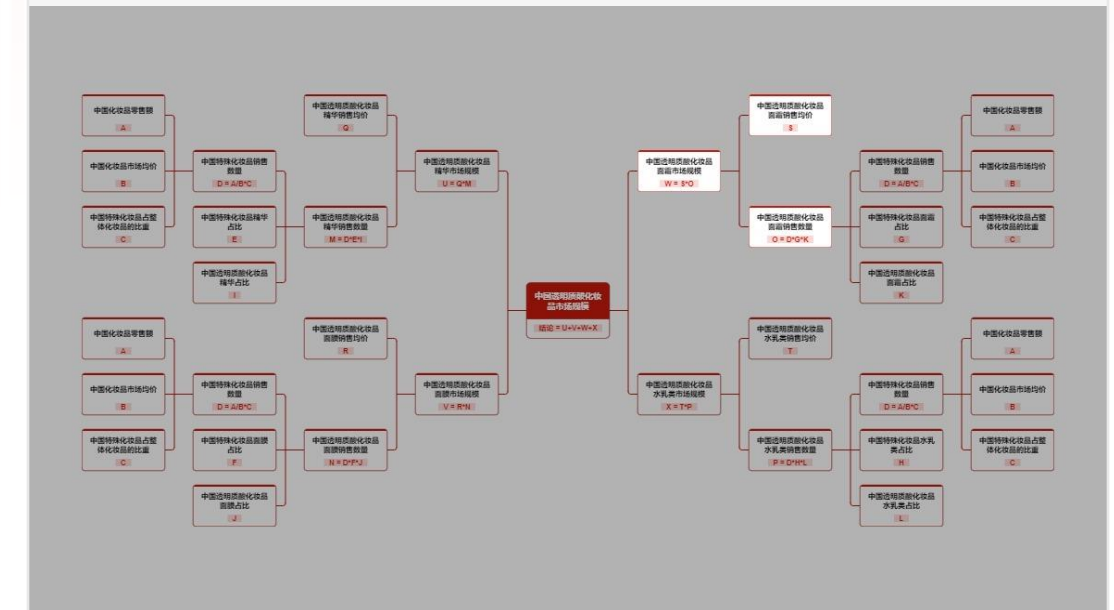 中国化妆品零售额
A
中国化妆品市场均价
B
中国特殊化妆品占整
体化妆品的比重
C
中国特殊化妆品销售
数量
D = A/B*C
中国特殊化妆品精华
占比
E
中国透明质酸化妆品
精华占比
I
中国透明质酸化妆品
精华销售均价
Q
中国透明质酸化妆品
精华销售数量
M = D*E*I
中国透明质酸化妆品
精华市场规模
U = Q*M
中国化妆品零售额
A
中国化妆品市场均价
B
中国特殊化妆品占整
体化妆品的比重
C
中国特殊化妆品销售
数量
D = A/B*C
中国特殊化妆品面膜
占比
F
中国透明质酸化妆品
面膜占比
J
中国透明质酸化妆品
面膜销售均价
R
中国透明质酸化妆品
面膜销售数量
N = D*F*J
中国透明质酸化妆品
面膜市场规模
V = R*N
中国透明质酸化妆
品市场规模
结论 = U+V+W+X
中国透明质酸化妆品
面霜市场规模
W = S*O
中国透明质酸化妆品
面霜销售均价
S
中国透明质酸化妆品
面霜销售数量
O = D*G*K
中国特殊化妆品销售
数量
D = A/B*C
中国特殊化妆品面霜
占比
G
中国透明质酸化妆品
面霜占比
K
中国化妆品零售额
A
中国化妆品市场均价
B
中国特殊化妆品占整
体化妆品的比重
C
中国透明质酸化妆品
水乳类市场规模
X = T*P
中国透明质酸化妆品
水乳类销售均价
T
中国透明质酸化妆品
水乳类销售数量
P = D*H*L
中国特殊化妆品销售
数量
D = A/B*C
中国特殊化妆品水乳
类占比
H
中国透明质酸化妆品
水乳类占比
L
中国化妆品零售额
A
中国化妆品市场均价
B
中国特殊化妆品占整
体化妆品的比重
C